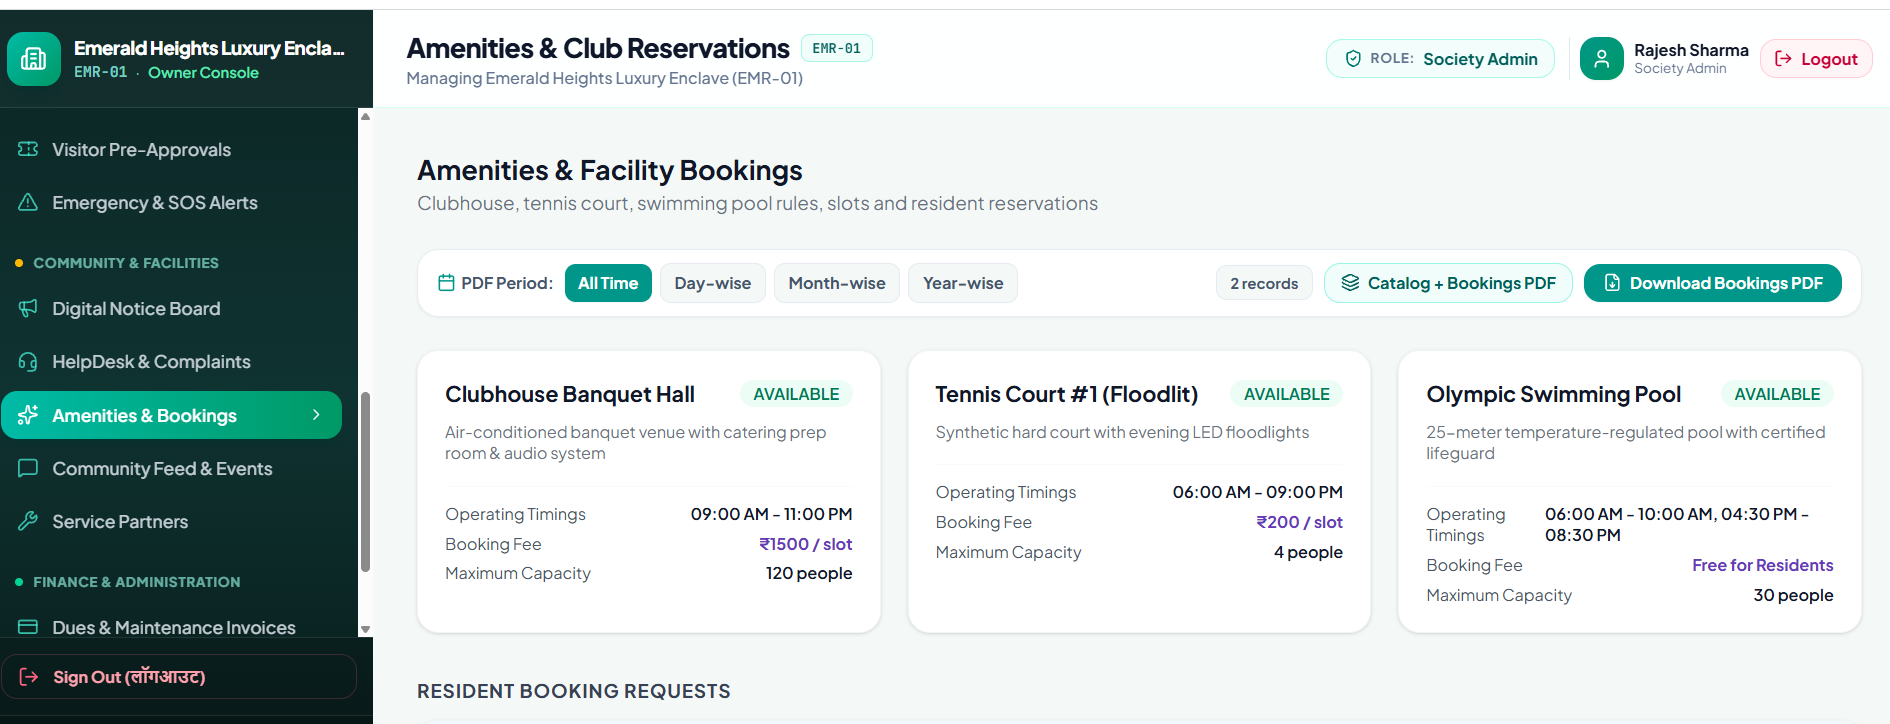 Emerald Heights Luxury Encla...
EMR-01 · Owner Console
Visitor Pre-Approvals
Emergency & SOS Alerts
COMMUNITY & FACILITIES
Digital Notice Board
HelpDesk & Complaints
Amenities & Bookings
Community Feed & Events
Service Partners
FINANCE & ADMINISTRATION
Dues & Maintenance Invoices
Sign Out (लॉगआउट)
Amenities & Club Reservations EMR-01
Managing Emerald Heights Luxury Enclave (EMR-01)
ROLE: Society Admin
Rajesh Sharma
Society Admin
Logout
Amenities & Facility Bookings
Clubhouse, tennis court, swimming pool rules, slots and resident reservations
PDF Period: All Time Day-wise Month-wise Year-wise 2 records Catalog + Bookings PDF Download Bookings PDF
Clubhouse Banquet Hall AVAILABLE
Air-conditioned banquet venue with catering prep
room & audio system
Operating Timings 09:00 AM - 11:00 PM
Booking Fee ₹1500 / slot
Maximum Capacity 120 people
Tennis Court #1 (Floodlit) AVAILABLE
Synthetic hard court with evening LED floodlights
Operating Timings 06:00 AM - 09:00 PM
Booking Fee ₹200 / slot
Maximum Capacity 4 people
Olympic Swimming Pool AVAILABLE
25-meter temperature-regulated pool with certified
lifeguard
Operating 06:00 AM - 10:00 AM, 04:30 PM -
Timings 08:30 PM
Booking Fee Free for Residents
Maximum Capacity 30 people
RESIDENT BOOKING REQUESTS